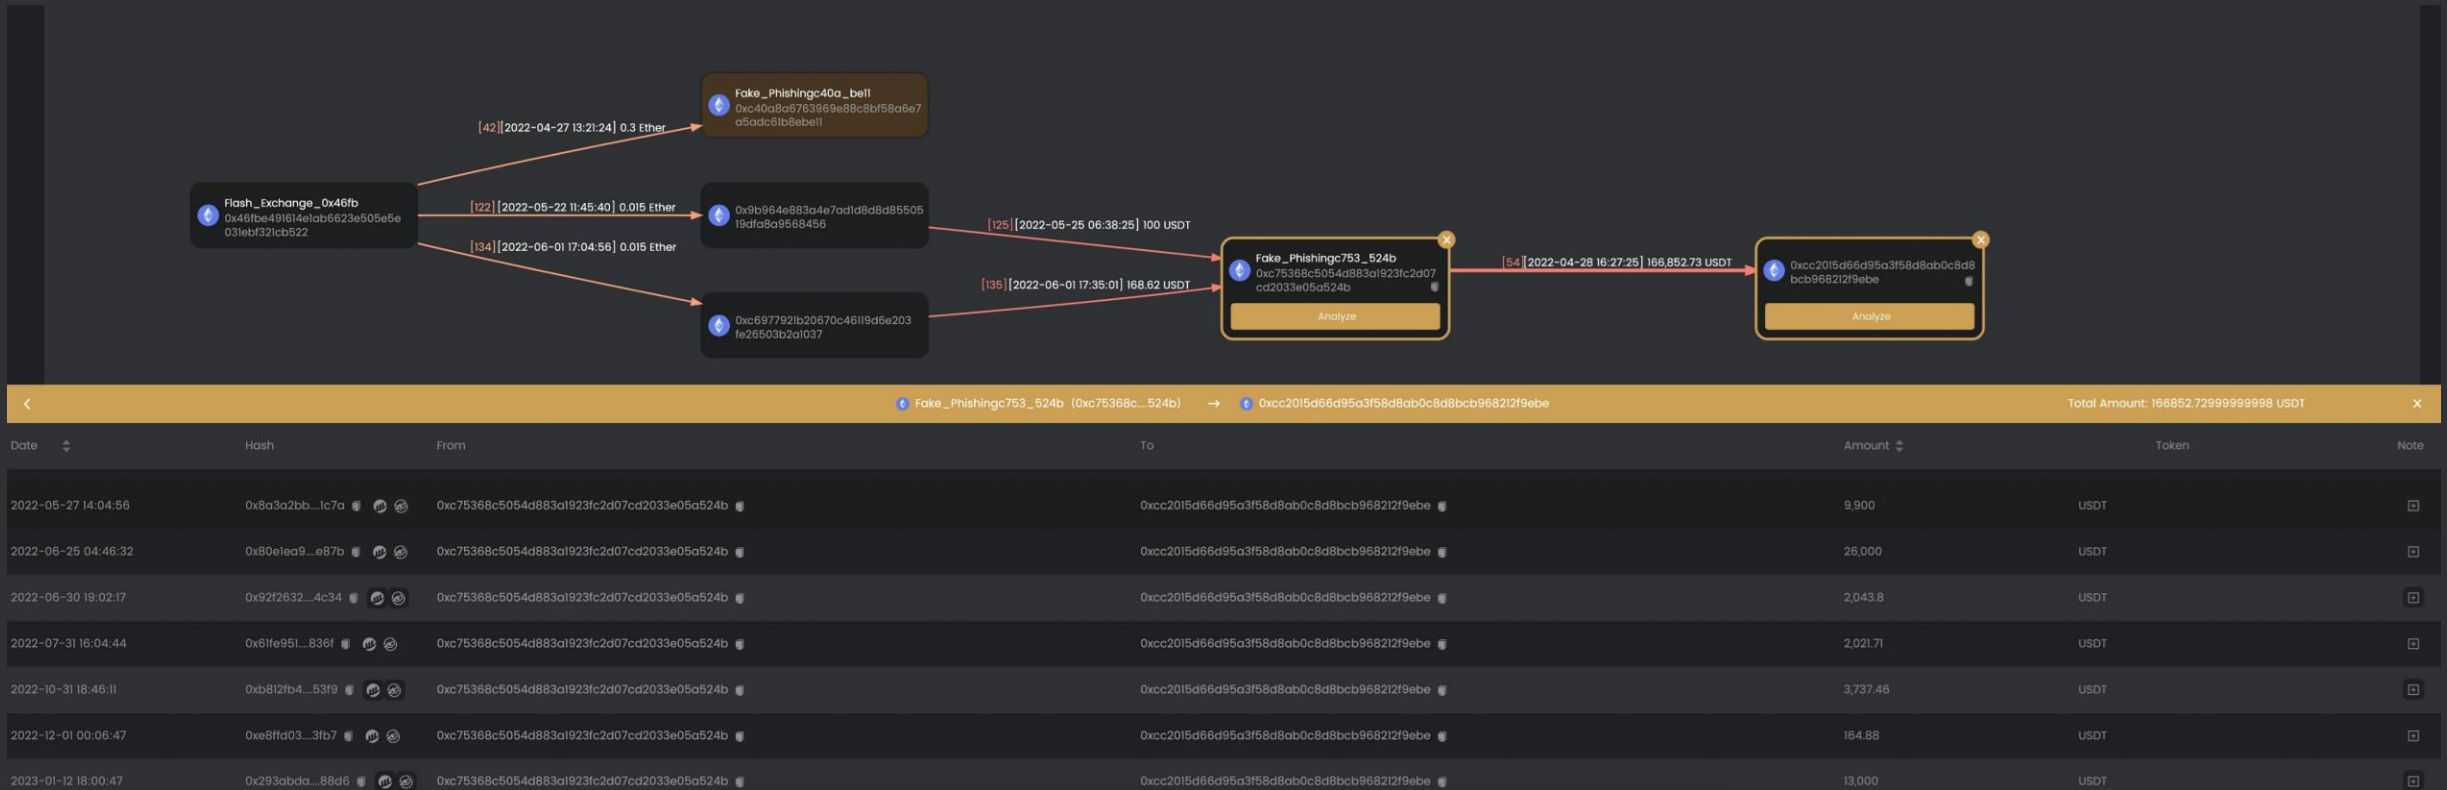 Fake_Phishingc40a_be11
0xc40a8a6763969e88c8bf58a6e7
a5adc61b8ebe11
[42][2022-04-27 13:21:24] 0.3 Ether
Flash_Exchange_0x46fb
0x46fbe491614e1ab6623e505e5e
031ebf321cb522
[122][2022-05-22 11:45:40] 0.015 Ether
0x9b964e883a4e7ad1d8d8d85505
19dfa8a9568456
[134][2022-06-01 17:04:56] 0.015 Ether
0xc6977921b20670c46119d6e203
fe26503b2a1037
[125][2022-05-25 06:38:25] 100 USDT
[135][2022-06-01 17:35:01] 168.62 USDT
Fake_Phishingc753_524b
0xc75368c5054d883a1923fc2d07
cd2033e05a524b
Analyze
[54][2022-04-28 16:27:25] 166,852.73 USDT
0xcc2015d66d95a3f58d8ab0c8d8
bcb968212f9ebe
Analyze
Fake_Phishingc753_524b (0xc75368c....524b) → 0xcc2015d66d95a3f58d8ab0c8d8bcb968212f9ebe Total Amount: 166852.72999999998 USDT
Date Hash From To Amount Token Note
2022-05-27 14:04:56 0x8a3a2bb....1c7a 0xc75368c5054d883a1923fc2d07cd2033e05a524b 0xcc2015d66d95a3f58d8ab0c8d8bcb968212f9ebe 9,900 USDT
2022-06-25 04:46:32 0x80e1ea9....e87b 0xc75368c5054d883a1923fc2d07cd2033e05a524b 0xcc2015d66d95a3f58d8ab0c8d8bcb968212f9ebe 26,000 USDT
2022-06-30 19:02:17 0x92f2632....4c34 0xc75368c5054d883a1923fc2d07cd2033e05a524b 0xcc2015d66d95a3f58d8ab0c8d8bcb968212f9ebe 2,043.8 USDT
2022-07-31 16:04:44 0x61fe951....836f 0xc75368c5054d883a1923fc2d07cd2033e05a524b 0xcc2015d66d95a3f58d8ab0c8d8bcb968212f9ebe 2,021.71 USDT
2022-10-31 18:46:11 0xb812fb4....53f9 0xc75368c5054d883a1923fc2d07cd2033e05a524b 0xcc2015d66d95a3f58d8ab0c8d8bcb968212f9ebe 3,737.46 USDT
2022-12-01 00:06:47 0xe8ffd03....3fb7 0xc75368c5054d883a1923fc2d07cd2033e05a524b 0xcc2015d66d95a3f58d8ab0c8d8bcb968212f9ebe 164.88 USDT
2023-01-12 18:00:47 0x293abda....88d6 0xc75368c5054d883a1923fc2d07cd2033e05a524b 0xcc2015d66d95a3f58d8ab0c8d8bcb968212f9ebe 13,000 USDT